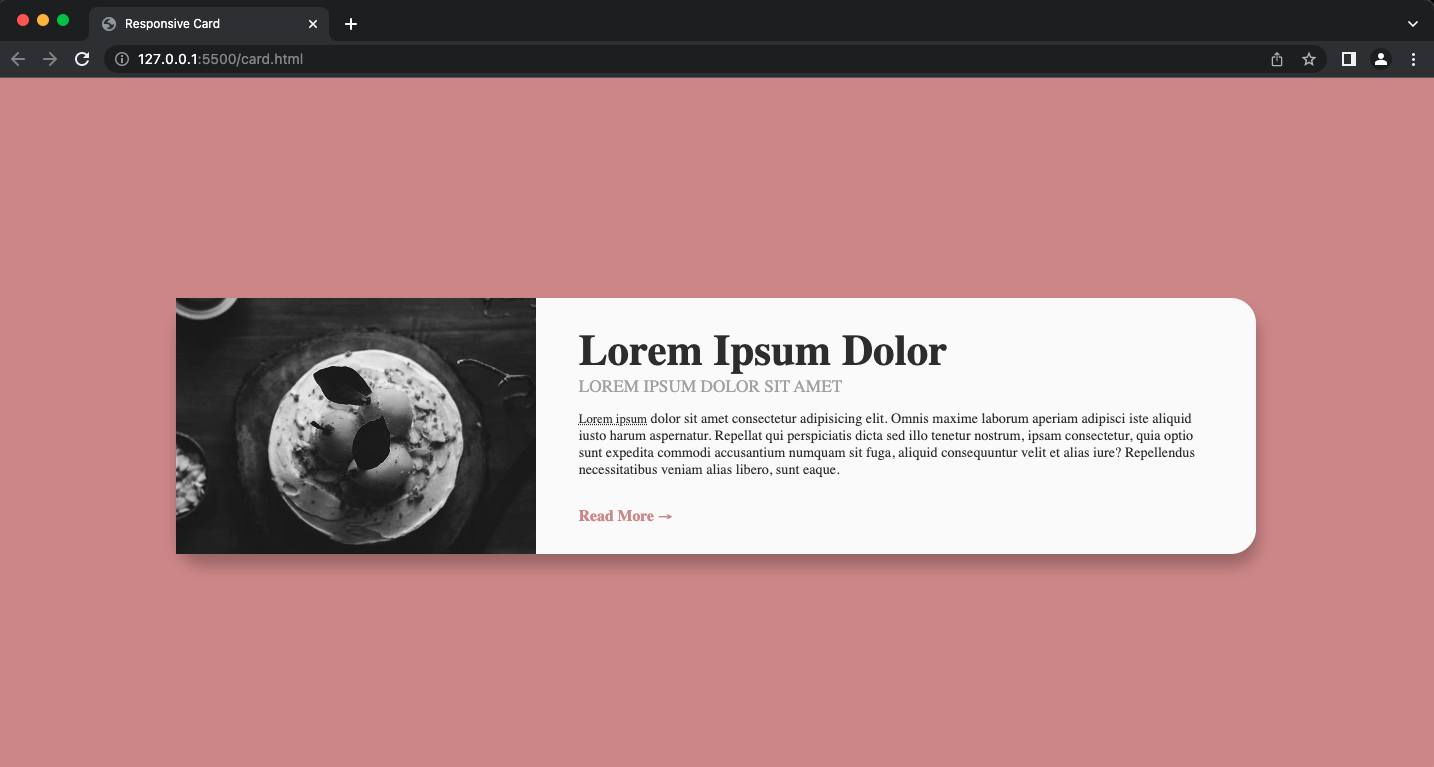 Responsive Card
127.0.0.1:5500/card.html
Lorem Ipsum Dolor
LOREM IPSUM DOLOR SIT AMET
Lorem ipsum dolor sit amet consectetur adipisicing elit. Omnis maxime laborum aperiam adipisci iste aliquid
iusto harum aspernatur. Repellat qui perspiciatis dicta sed illo tenetur nostrum, ipsam consectetur, quia optio
sunt expedita commodi accusantium numquam sit fuga, aliquid consequuntur velit et alias iure? Repellendus
necessitatibus veniam alias libero, sunt eaque.
Read More →